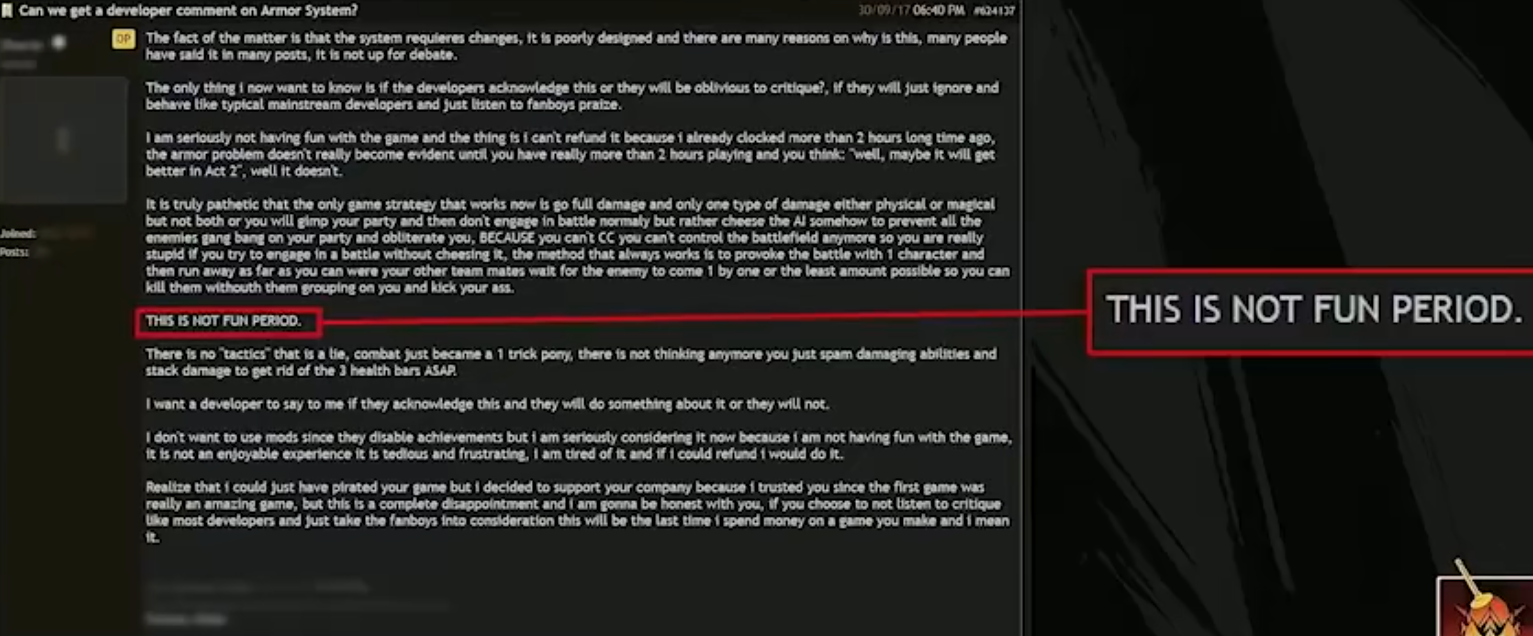 Can we get a developer comment on Armor System?
30/09/17 06:40 PM #624137
OP
The fact of the matter is that the system requieres changes, it is poorly designed and there are many reasons on why is this, many people
have said it in many posts, it is not up for debate.
The only thing i now want to know is if the developers acknowledge this or they will be oblivious to critique?, if they will just ignore and
behave like typical mainstream developers and just listen to fanboys praize.
I am seriously not having fun with the game and the thing is i can't refund it because i already clocked more than 2 hours long time ago,
the armor problem doesn't really become evident until you have really more than 2 hours playing and you think: "well, maybe it will get
better in Act 2", well it doesn't.
It is truly pathetic that the only game strategy that works now is go full damage and only one type of damage either physical or magical
but not both or you will gimp your party and then don't engage in battle normaly but rather cheese the AI somehow to prevent all the
enemies gang bang on your party and obliterate you, BECAUSE you can't CC you can't control the battlefield anymore so you are really
stupid if you try to engage in a battle without cheesing it, the method that always works is to provoke the battle with 1 character and
then run away as far as you can were your other team mates wait for the enemy to come 1 by one or the least amount possible so you can
kill them withouth them grouping on you and kick your ass.
THIS IS NOT FUN PERIOD.
THIS IS NOT FUN PERIOD.
There is no "tactics" that is a lie, combat just became a 1 trick pony, there is not thinking anymore you just spam damaging abilities and
stack damage to get rid of the 3 health bars ASAP.
I want a developer to say to me if they acknowledge this and they will do something about it or they will not.
I don't want to use mods since they disable achievements but i am seriously considering it now because i am not having fun with the game,
it is not an enjoyable experience it is tedious and frustrating, i am tired of it and if i could refund i would do it.
Realize that i could just have pirated your game but i decided to support your company because i trusted you since the first game was
really an amazing game, but this is a complete disappointment and i am gonna be honest with you, if you choose to not listen to critique
like most developers and just take the fanboys into consideration this will be the last time i spend money on a game you make and i mean
it.
Joined:
Posts: